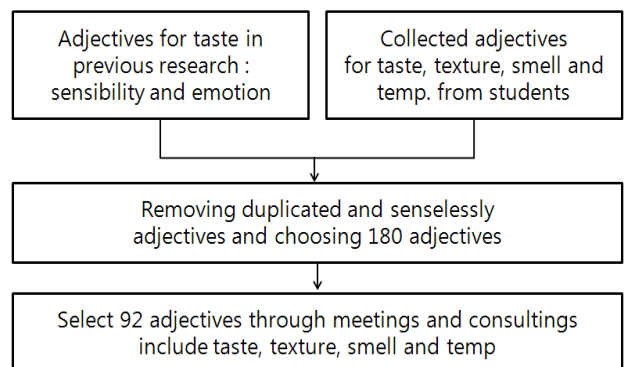 Adjectives for taste in
previous research :
sensibility and emotion
Collected adjectives
for taste, texture, smell and
temp. from students
Removing duplicated and senselessly
adjectives and choosing 180 adjectives
Select 92 adjectives through meetings and consultings
include taste, texture, smell and temp